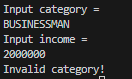 Input category =
BUSINESSMAN
Input income =
2000000
Invalid category!